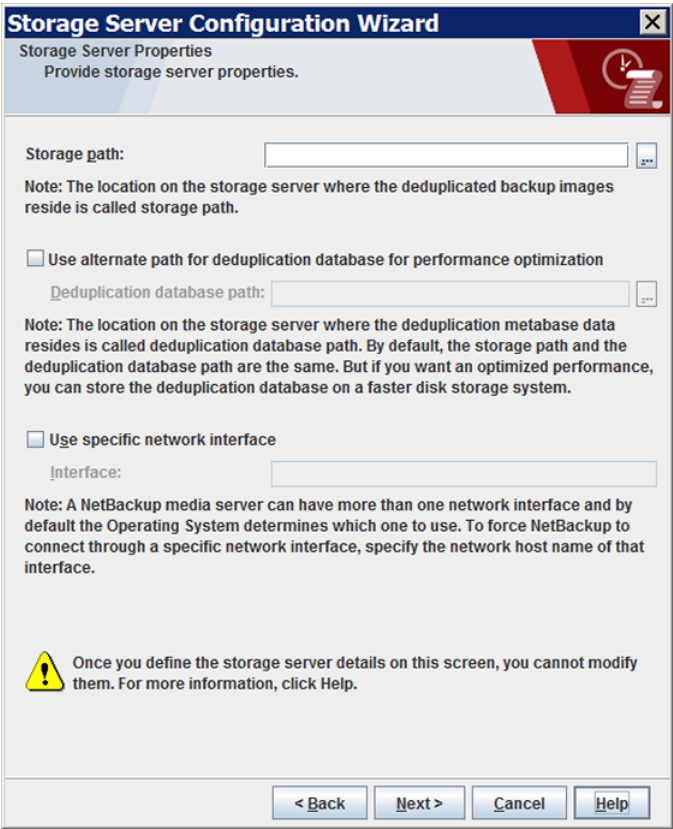 Storage Server Configuration Wizard
Storage Server Properties
Provide storage server properties.
Storage path:
...
Note: The location on the storage server where the deduplicated backup images
reside is called storage path.
Use alternate path for deduplication database for performance optimization
Deduplication database path:
...
Note: The location on the storage server where the deduplication metabase data
resides is called deduplication database path. By default, the storage path and the
deduplication database path are the same. But if you want an optimized performance,
you can store the deduplication database on a faster disk storage system.
Use specific network interface
Interface:
Note: A NetBackup media server can have more than one network interface and by
default the Operating System determines which one to use. To force NetBackup to
connect through a specific network interface, specify the network host name of that
interface.
Once you define the storage server details on this screen, you cannot modify
them. For more information, click Help.
< Back Next > Cancel Help